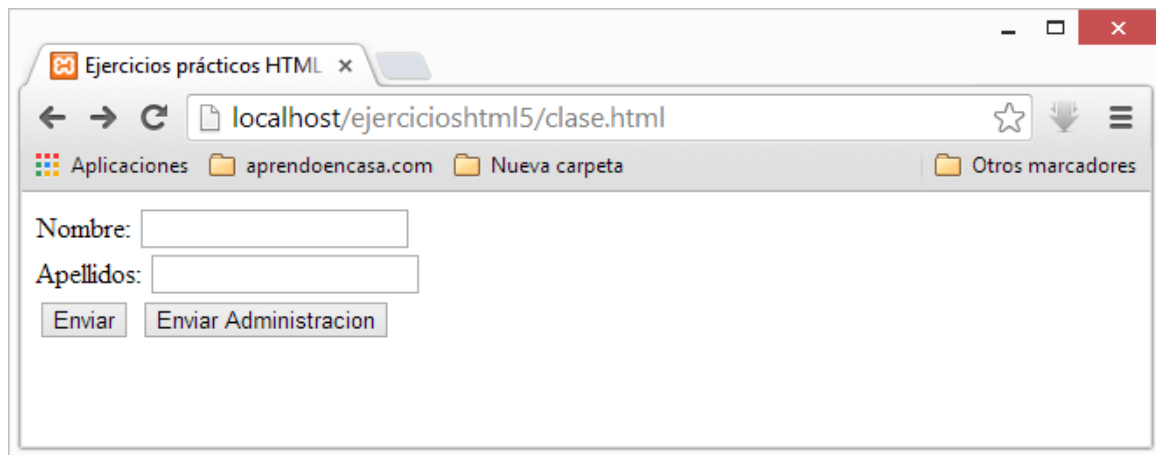 Ejercicios prácticos HTML
localhost/ejercicioshtml5/clase.html
Aplicaciones aprendoencasa.com Nueva carpeta Otros marcadores
Nombre:
Apellidos:
Enviar Enviar Administracion